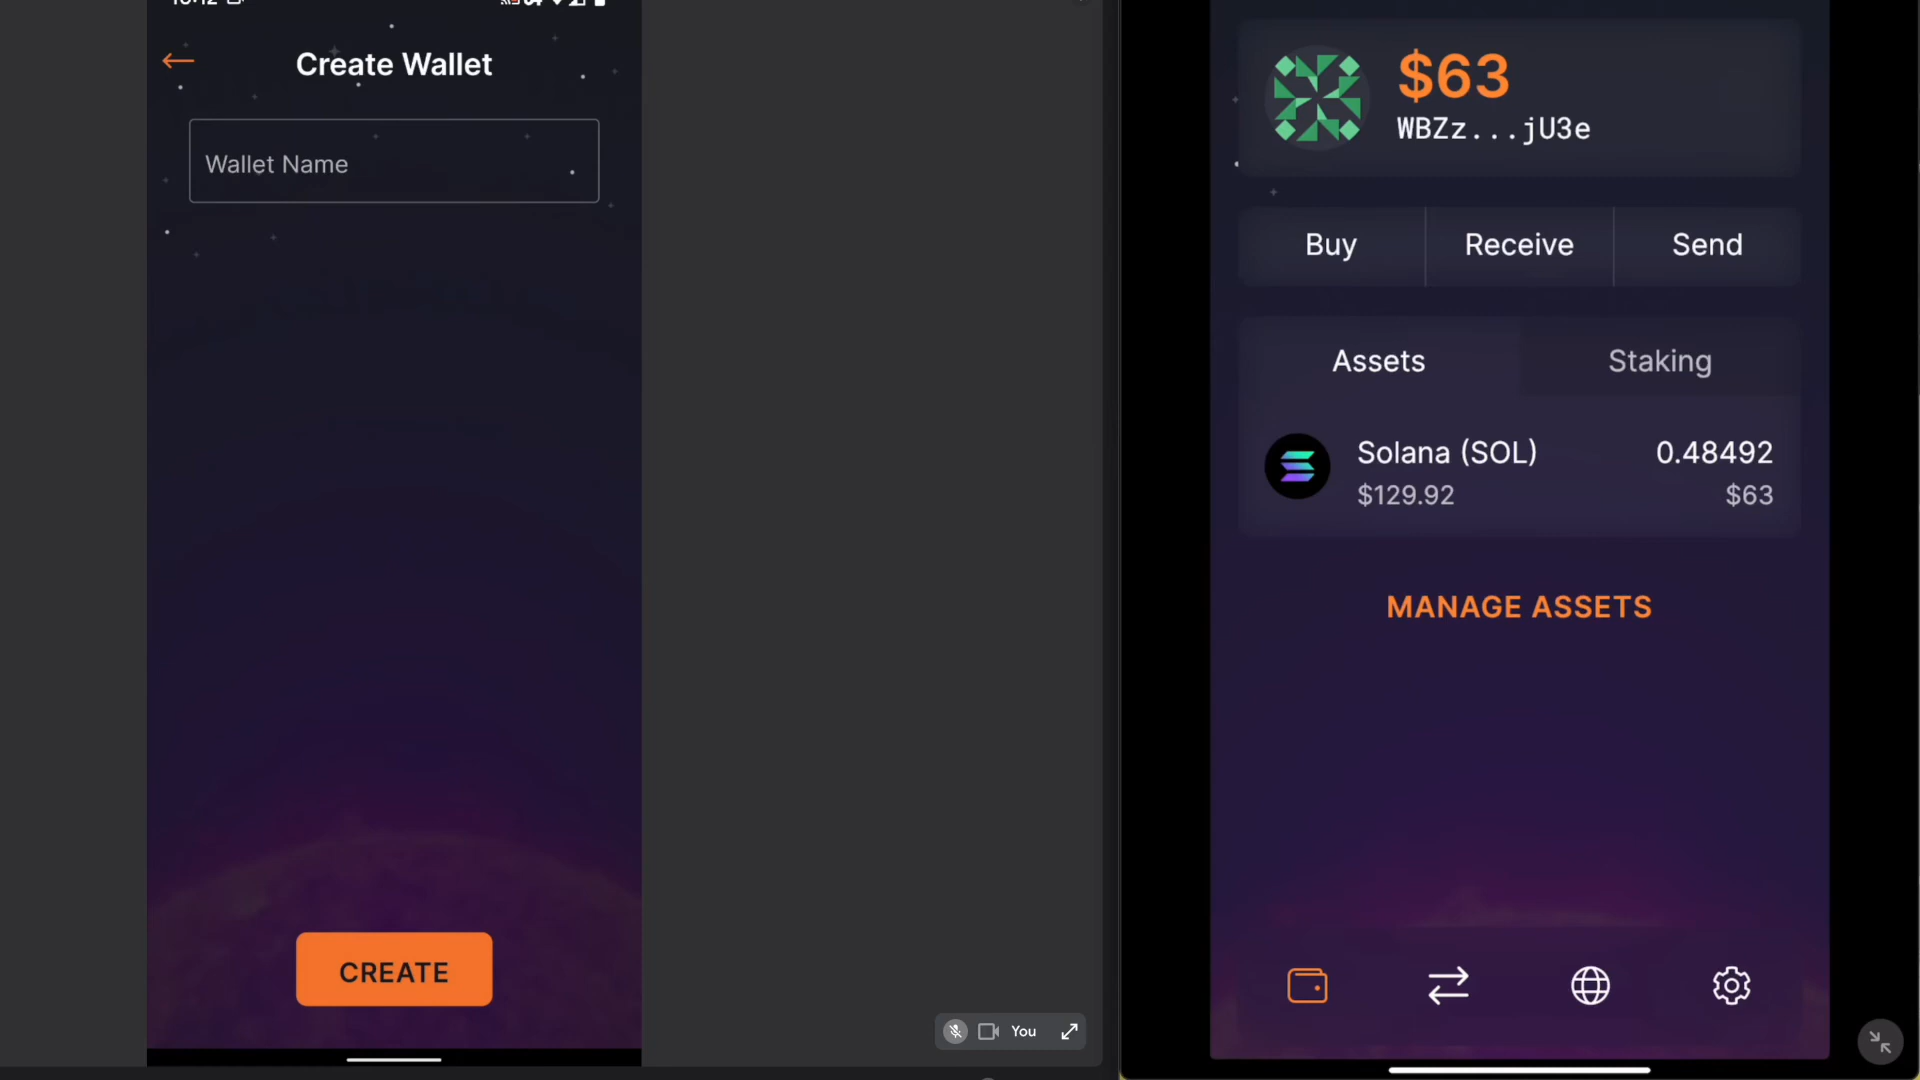 Create Wallet
Wallet Name
CREATE
You
$63
WBZz...jU3e
Buy
Receive
Send
Assets
Staking
Solana (SOL)
0.48492
$129.92
$63
MANAGE ASSETS